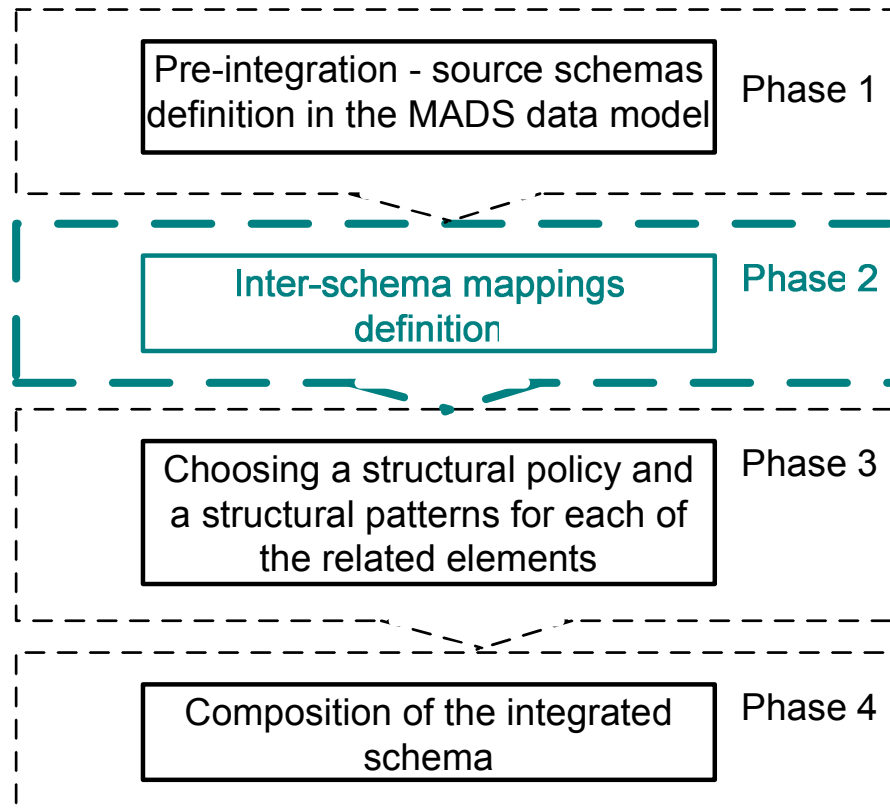 Pre-integration - source schemas
definition in the MADS data model
Phase 1
Inter-schema mappings
definition
Phase 2
Choosing a structural policy and
a structural patterns for each of
the related elements
Phase 3
Composition of the integrated
schema
Phase 4